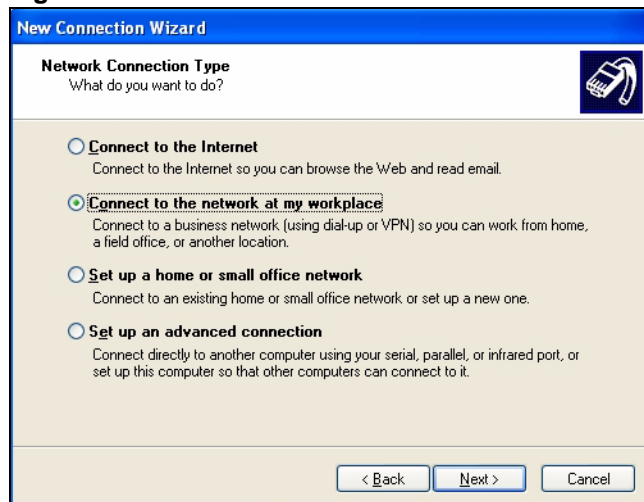 New Connection Wizard
Network Connection Type
What do you want to do?
Connect to the Internet
Connect to the Internet so you can browse the Web and read email.
Connect to the network at my workplace
Connect to a business network (using dial-up or VPN) so you can work from home,
a field office, or another location.
Set up a home or small office network
Connect to an existing home or small office network or set up a new one.
Set up an advanced connection
Connect directly to another computer using your serial, parallel, or infrared port, or
set up this computer so that other computers can connect to it.
< Back Next > Cancel